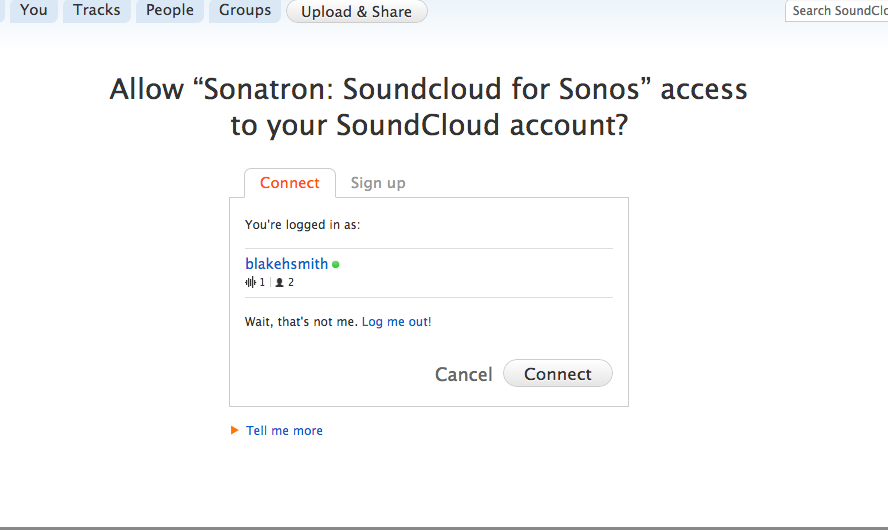 You Tracks People Groups Upload & Share Search SoundClo
Allow “Sonatron: Soundcloud for Sonos” access
to your SoundCloud account?
Connect Sign up
You're logged in as:
blakehsmith
1 2
Wait, that's not me. Log me out!
Cancel Connect
Tell me more